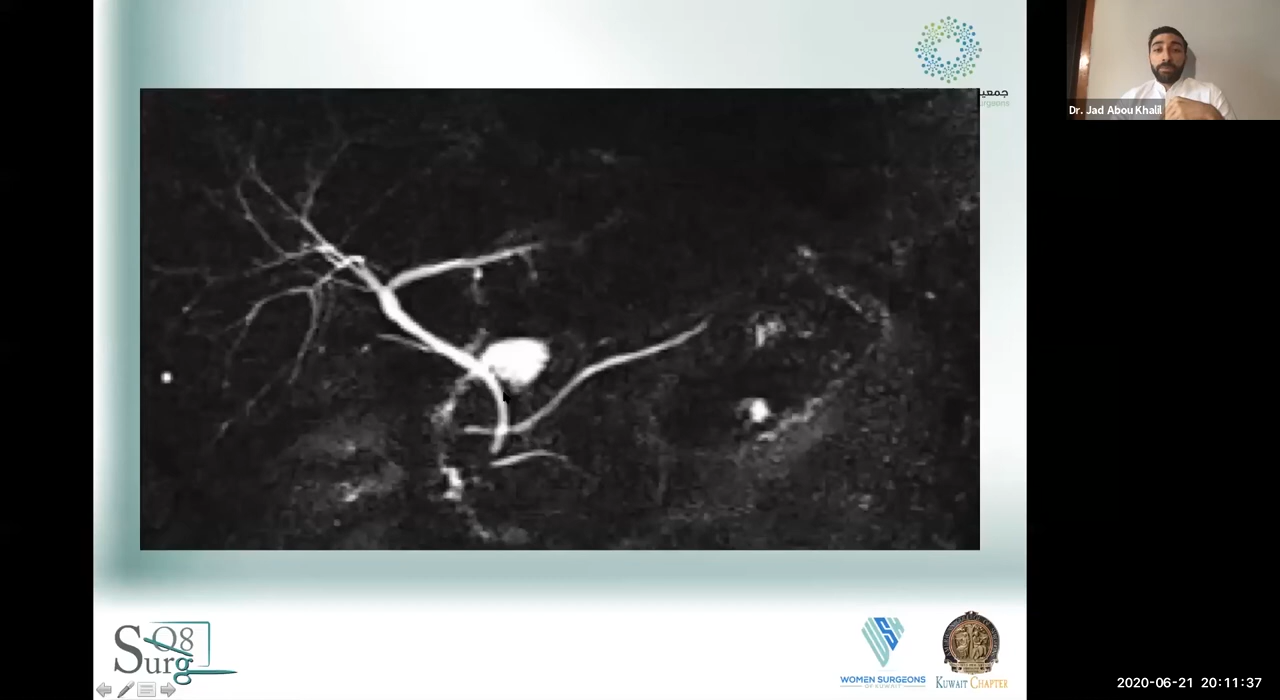 جمعية
urgeons
Dr. Jad Abou Khalil
Surg
Q8
WOMEN SURGEONS
OF KUWAIT
KUWAIT CHAPTER
2020-06-21 20:11:37